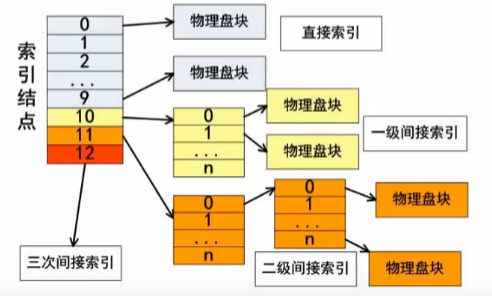 索引结点
0
1
2
...
9
10
11
12
物理盘块
直接索引
物理盘块
0
1
...
n
物理盘块
物理盘块
一级间接索引
0
1
...
n
0
1
...
n
物理盘块
物理盘块
三次间接索引
二级间接索引